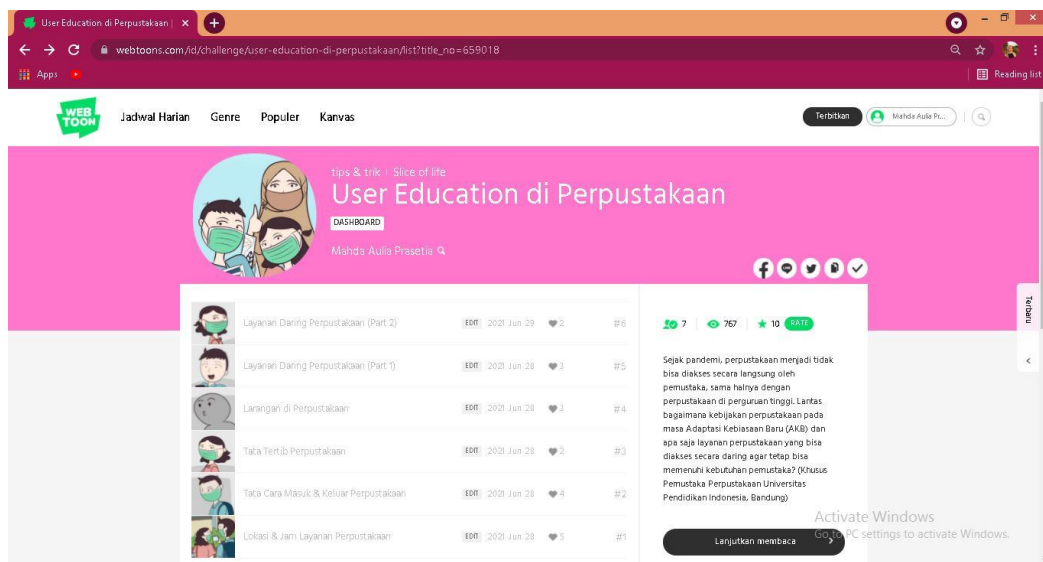 User Education di Perpustakaan |
webtoons.com/id/challenge/user-education-di-perpustakaan/list?title_no=659018
Apps
Reading list
WEB
TOON
Jadwal Harian Genre Populer Kanvas
Terbitkan
Mahda Aulia Pr...
tips & trik | Slice of life
User Education di Perpustakaan
DASHBOARD
Mahda Aulia Prasetia
Layanan Daring Perpustakaan (Part 2) EDIT 2021 Jun 29 2 #6
Layanan Daring Perpustakaan (Part 1) EDIT 2021 Jun 28 3 #5
Larangan di Perpustakaan EDIT 2021 Jun 28 3 #4
Tata Tertib Perpustakaan EDIT 2021 Jun 28 2 #3
Tata Cara Masuk & Keluar Perpustakaan EDIT 2021 Jun 28 4 #2
Lokasi & Jam Layanan Perpustakaan EDIT 2021 Jun 28 5 #1
7 767 10 RATE
Sejak pandemi, perpustakaan menjadi tidak
bisa diakses secara langsung oleh
pemustaka, sama halnya dengan
perpustakaan di perguruan tinggi. Lantas
bagaimana kebijakan perpustakaan pada
masa Adaptasi Kebiasaan Baru (AKB) dan
apa saja layanan perpustakaan yang bisa
diakses secara daring agar tetap bisa
memenuhi kebutuhan pemustaka? (Khusus
Pemustaka Perpustakaan Universitas
Pendidikan Indonesia, Bandung)
Lanjutkan membaca
Terbaru
Activate Windows
Go to PC settings to activate Windows.